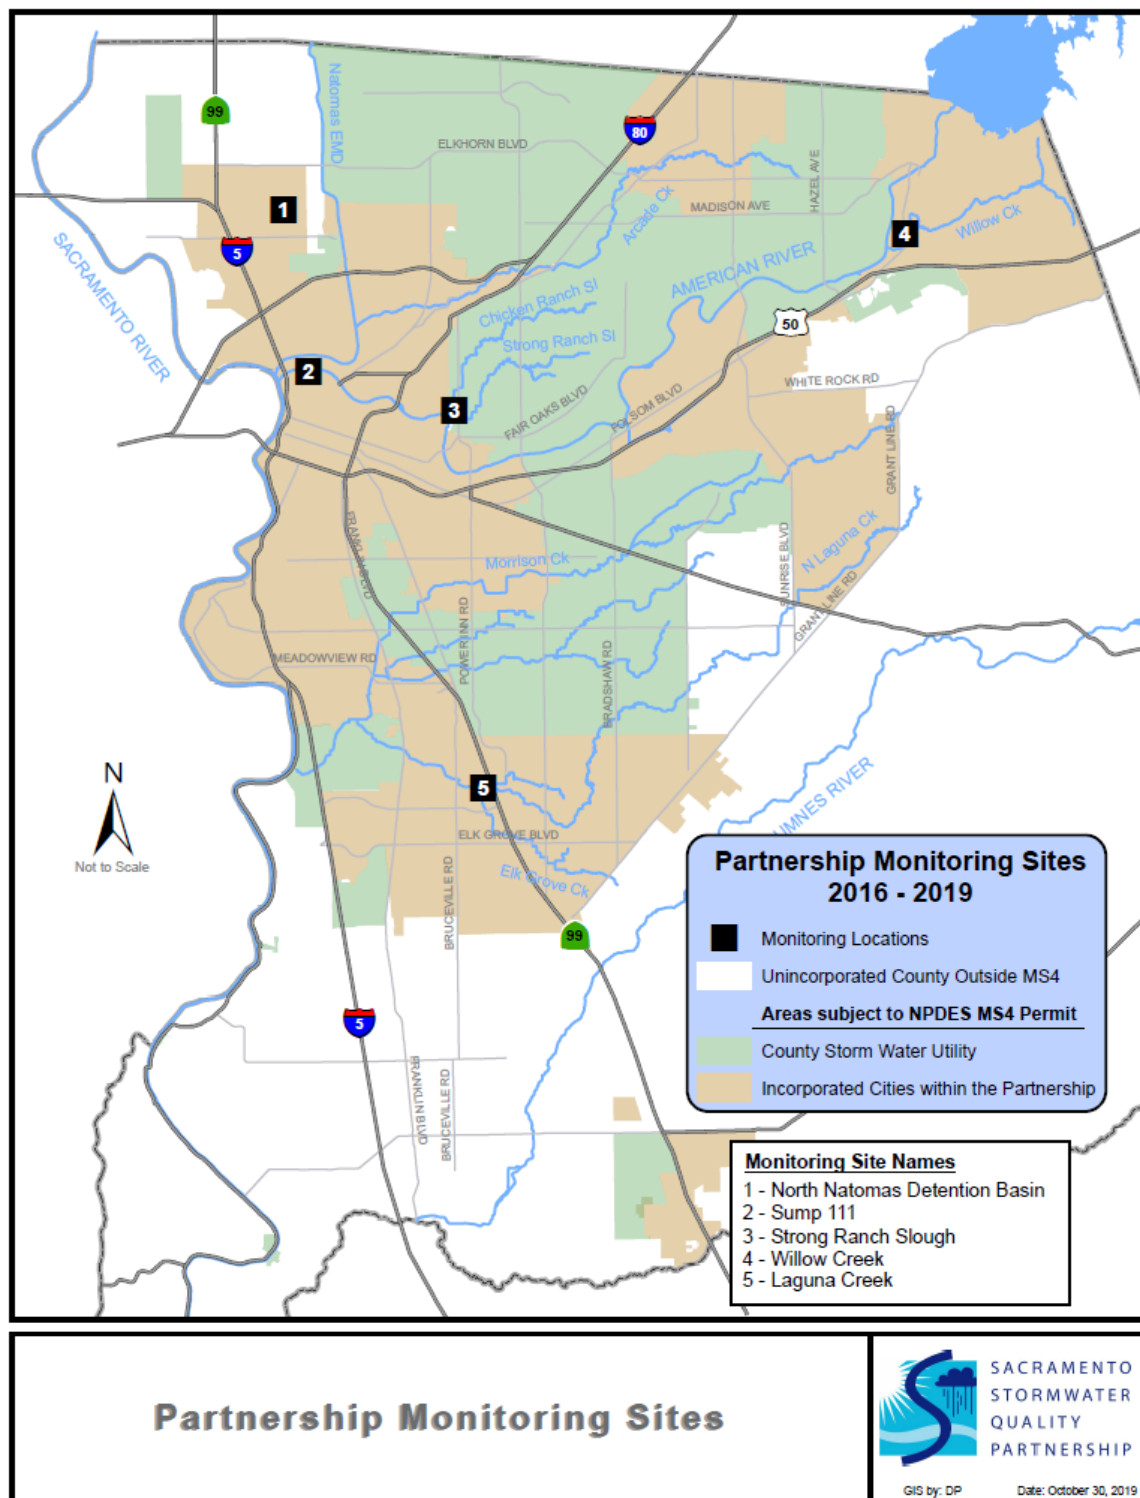 99
Natomas EMD
80
ELKHORN BLVD
HAZEL AVE
1
Arcade Ck
MADISON AVE
Willow Ck
4
5
SACRAMENTO RIVER
AMERICAN RIVER
Chicken Ranch Sl
50
Strong Ranch Sl
2
WHITE ROCK RD
3
FAIR OAKS BLVD
FOLSOM BLVD
GRANT LINE RD
FRANKLIN BLVD
Morrison Ck
SUNRISE BLVD
N Laguna Ck
GRANT LINE RD
POWER INN RD
MEADOWVIEW RD
BRADSHAW RD
N
Not to Scale
5
UMNES RIVER
ELK GROVE BLVD
Elk Grove Ck
BRUCEVILLE RD
99
5
FRANKLIN BLVD
BRUCEVILLE RD
Partnership Monitoring Sites
2016 - 2019
Monitoring Locations
Unincorporated County Outside MS4
Areas subject to NPDES MS4 Permit
County Storm Water Utility
Incorporated Cities within the Partnership
Monitoring Site Names
1 - North Natomas Detention Basin
2 - Sump 111
3 - Strong Ranch Slough
4 - Willow Creek
5 - Laguna Creek
Partnership Monitoring Sites
SACRAMENTO
STORMWATER
QUALITY
PARTNERSHIP
GIS by: DP Date: October 30, 2019